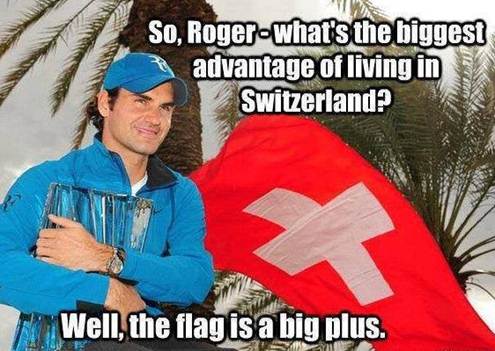 So, Roger - what's the biggest
advantage of living in
Switzerland?
Well, the flag is a big plus.